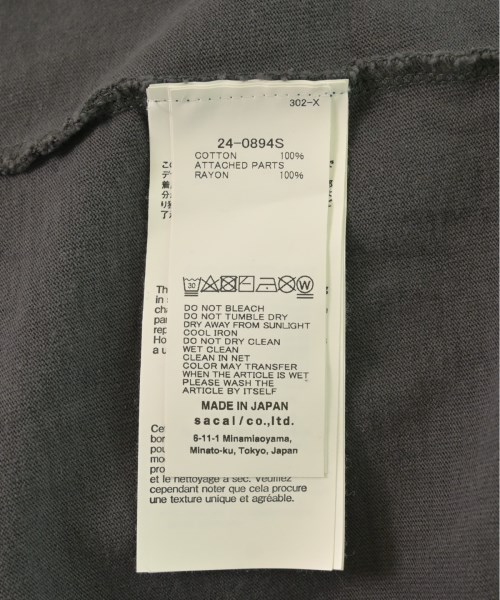 302-X
24-0894S
COTTON 100%
ATTACHED PARTS
RAYON 100%
30
W
DO NOT BLEACH
DO NOT TUMBLE DRY
DRY AWAY FROM SUNLIGHT
COOL IRON
DO NOT DRY CLEAN
WET CLEAN
CLEAN IN NET
COLOR MAY TRANSFER
WHEN THE ARTICLE IS WET
PLEASE WASH THE
ARTICLE BY ITSELF
MADE IN JAPAN
sacai/co.,ltd.
6-11-1 Minamiaoyama,
Minato-ku, Tokyo, Japan
et le nettoyage à sec. Veuillez
cependant noter que cela procure
une texture unique et agréable.